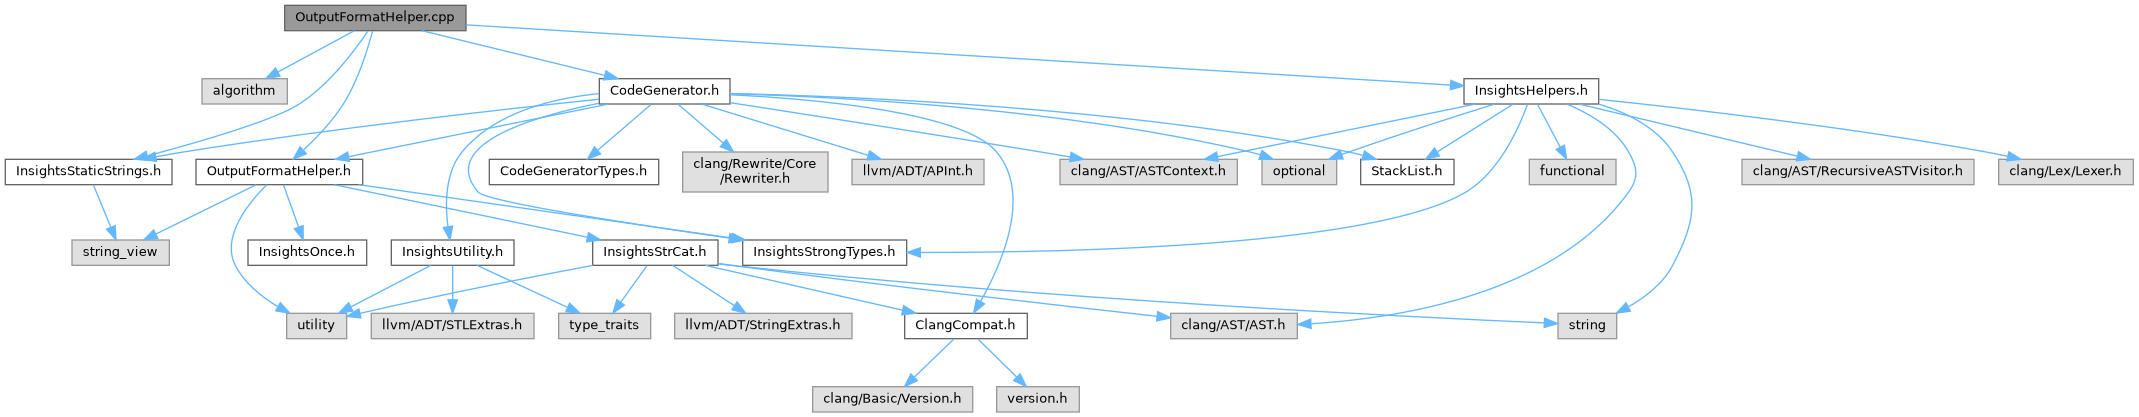 OutputFormatHelper.cpp
algorithm
CodeGenerator.h
InsightsHelpers.h
InsightsStaticStrings.h
OutputFormatHelper.h
CodeGeneratorTypes.h
clang/Rewrite/Core
/Rewriter.h
llvm/ADT/APInt.h
clang/AST/ASTContext.h
optional
StackList.h
functional
clang/AST/RecursiveASTVisitor.h
clang/Lex/Lexer.h
string_view
InsightsOnce.h
InsightsUtility.h
InsightsStrCat.h
InsightsStrongTypes.h
utility
llvm/ADT/STLExtras.h
type_traits
llvm/ADT/StringExtras.h
ClangCompat.h
clang/AST/AST.h
string
clang/Basic/Version.h
version.h